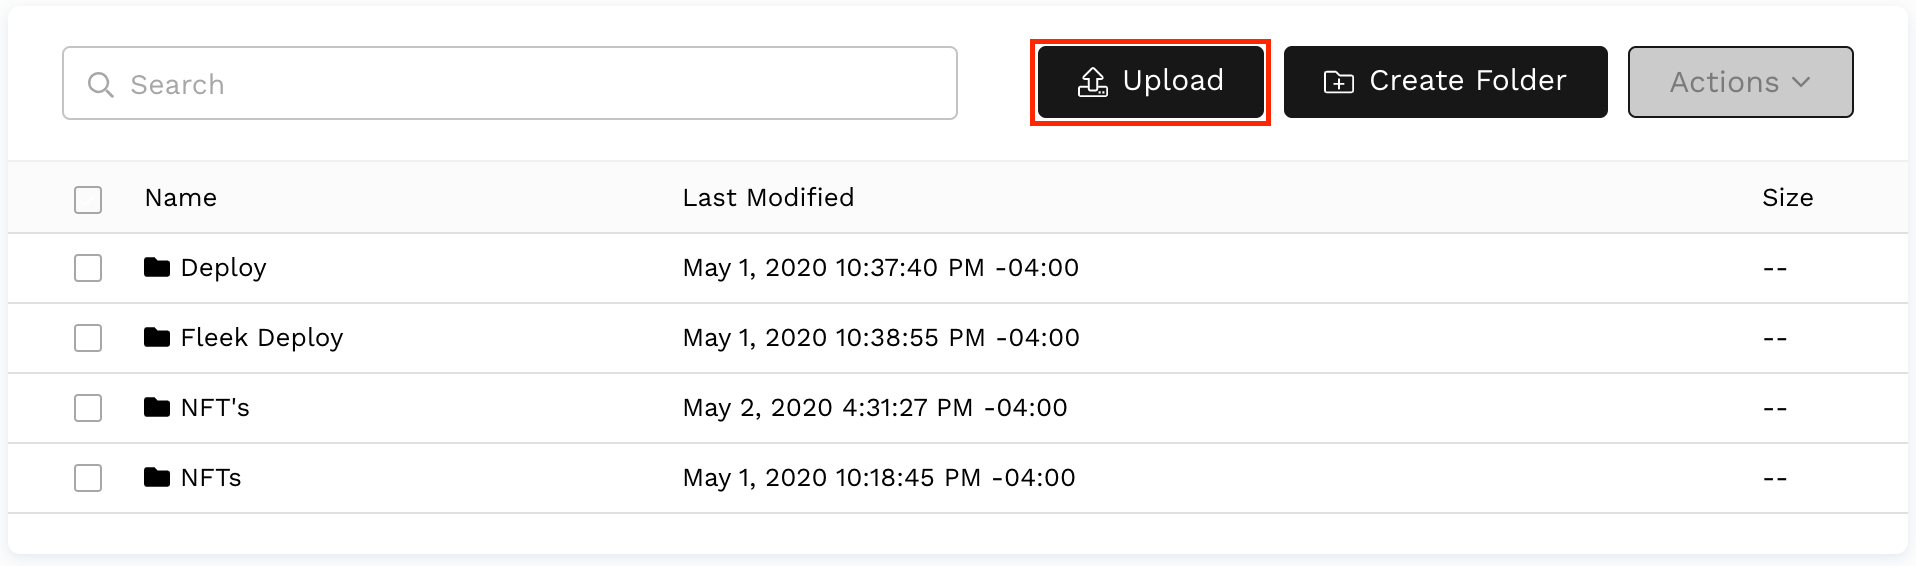 Search
Upload
Create Folder
Actions
Name Last Modified Size
Deploy May 1, 2020 10:37:40 PM -04:00 --
Fleek Deploy May 1, 2020 10:38:55 PM -04:00 --
NFT's May 2, 2020 4:31:27 PM -04:00 --
NFTs May 1, 2020 10:18:45 PM -04:00 --